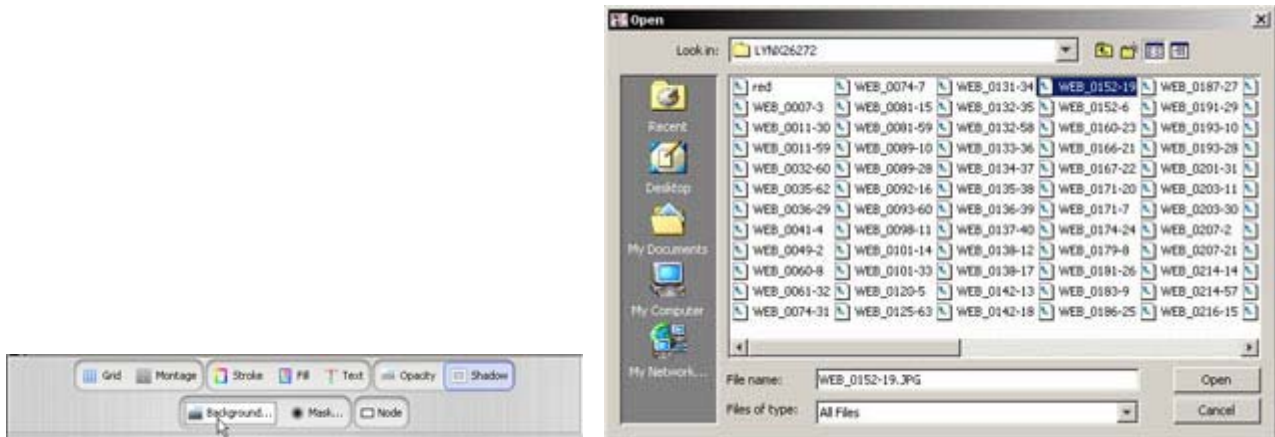 Grid Montage Stroke Fill Text Opacity Shadow
Background... Mask... Node
Open
Look in: LYNX26272
Recent
Desktop
My Documents
My Computer
My Network...
red WEB_0074-7 WEB_0131-34 WEB_0152-19 WEB_0187-27
WEB_0007-3 WEB_0081-15 WEB_0132-35 WEB_0152-6 WEB_0191-29
WEB_0011-30 WEB_0081-59 WEB_0132-58 WEB_0160-23 WEB_0193-10
WEB_0011-59 WEB_0089-10 WEB_0133-36 WEB_0166-21 WEB_0193-28
WEB_0032-60 WEB_0089-28 WEB_0134-37 WEB_0167-22 WEB_0201-31
WEB_0035-62 WEB_0092-16 WEB_0135-38 WEB_0171-20 WEB_0203-11
WEB_0036-29 WEB_0093-60 WEB_0136-39 WEB_0171-7 WEB_0203-30
WEB_0041-4 WEB_0098-11 WEB_0137-40 WEB_0174-24 WEB_0207-2
WEB_0049-2 WEB_0101-14 WEB_0138-12 WEB_0179-8 WEB_0207-21
WEB_0060-8 WEB_0101-33 WEB_0138-17 WEB_0181-26 WEB_0214-14
WEB_0061-32 WEB_0120-5 WEB_0142-13 WEB_0183-9 WEB_0214-57
WEB_0074-31 WEB_0125-63 WEB_0142-18 WEB_0186-25 WEB_0216-15
File name: WEB_0152-19.JPG Open
Files of type: All Files Cancel